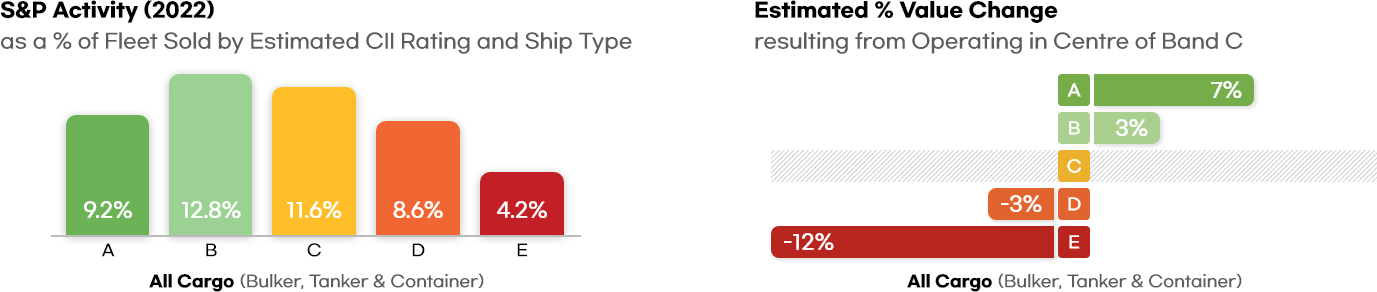 S&P Activity (2022)
as a % of Fleet Sold by Estimated CII Rating and Ship Type
9.2% 12.8% 11.6% 8.6% 4.2%
A B C D E
All Cargo (Bulker, Tanker & Container)
Estimated % Value Change
resulting from Operating in Centre of Band C
A 7%
B 3%
C
-3% D
-12% E
All Cargo (Bulker, Tanker & Container)